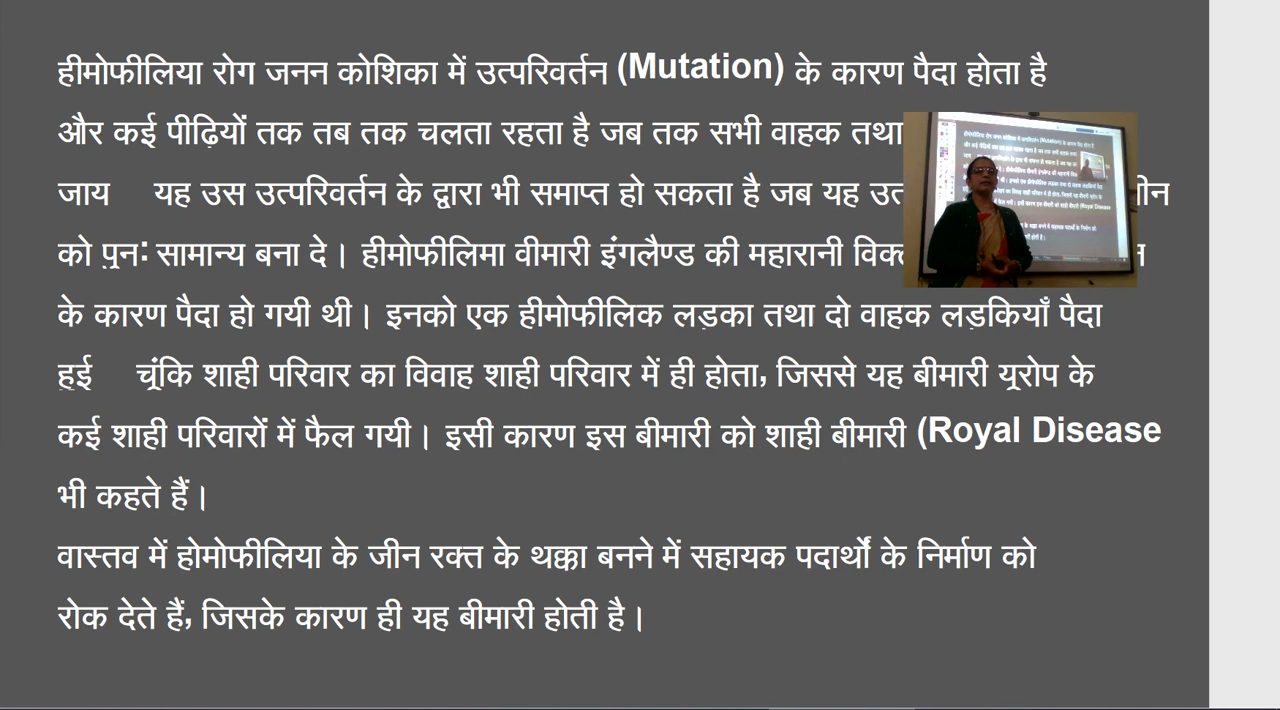 हीमोफीलिया रोग जनन कोशिका में उत्परिवर्तन (Mutation) के कारण पैदा होता है
और कई पीढ़ियों तक तब तक चलता रहता है जब तक सभी वाहक तथा
जाय यह उस उत्परिवर्तन के द्वारा भी समाप्त हो सकता है जब यह
को पुन: सामान्य बना दे। हीमोफीलिमा वीमारी इंगलैण्ड की महारानी
के कारण पैदा हो गयी थी। इनको एक हीमोफीलिक लड़का तथा दो वाहक लड़कियाँ पैदा
हुई चूंकि शाही परिवार का विवाह शाही परिवार में ही होता, जिससे यह बीमारी यूरोप के
कई शाही परिवारों में फैल गयी। इसी कारण इस बीमारी को शाही बीमारी (Royal Disease
भी कहते हैं।
वास्तव में होमोफीलिया के जीन रक्त के थक्का बनने में सहायक पदार्थों के निर्माण को
रोक देते हैं, जिसके कारण ही यह बीमारी होती है।